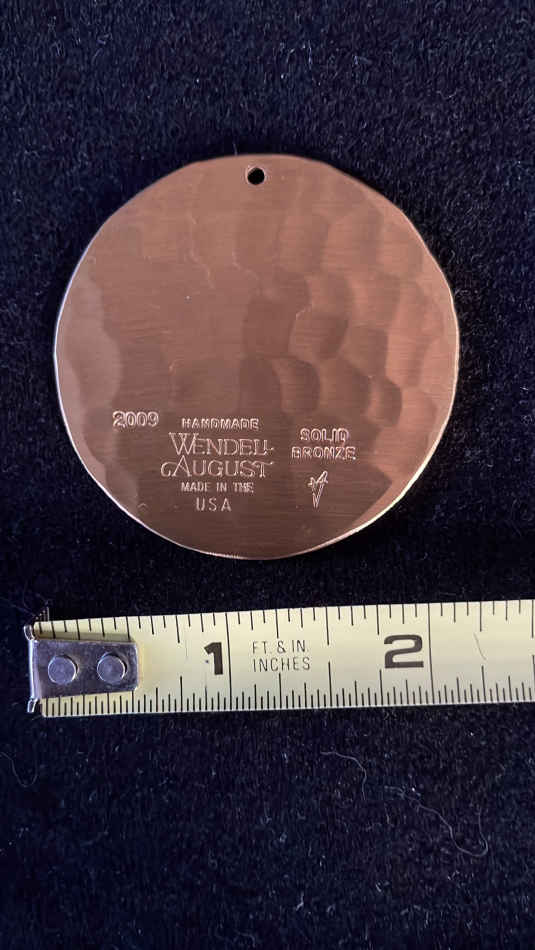 2009
HANDMADE
WENDELL
AUGUST
MADE IN THE
USA
SOLID
BRONZE
1
FT. & IN.
INCHES
2